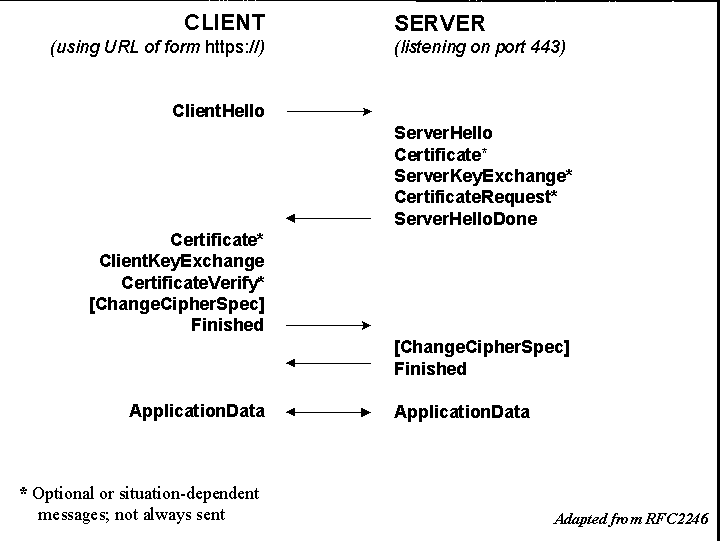 CLIENT SERVER
(using URL of form https://) (listening on port 443)
ClientHello
ServerHello
Certificate*
ServerKeyExchange*
CertificateRequest*
ServerHelloDone
Certificate*
ClientKeyExchange
CertificateVerify*
[ChangeCipherSpec]
Finished
[ChangeCipherSpec]
Finished
ApplicationData ApplicationData
* Optional or situation-dependent
messages; not always sent
Adapted from RFC2246